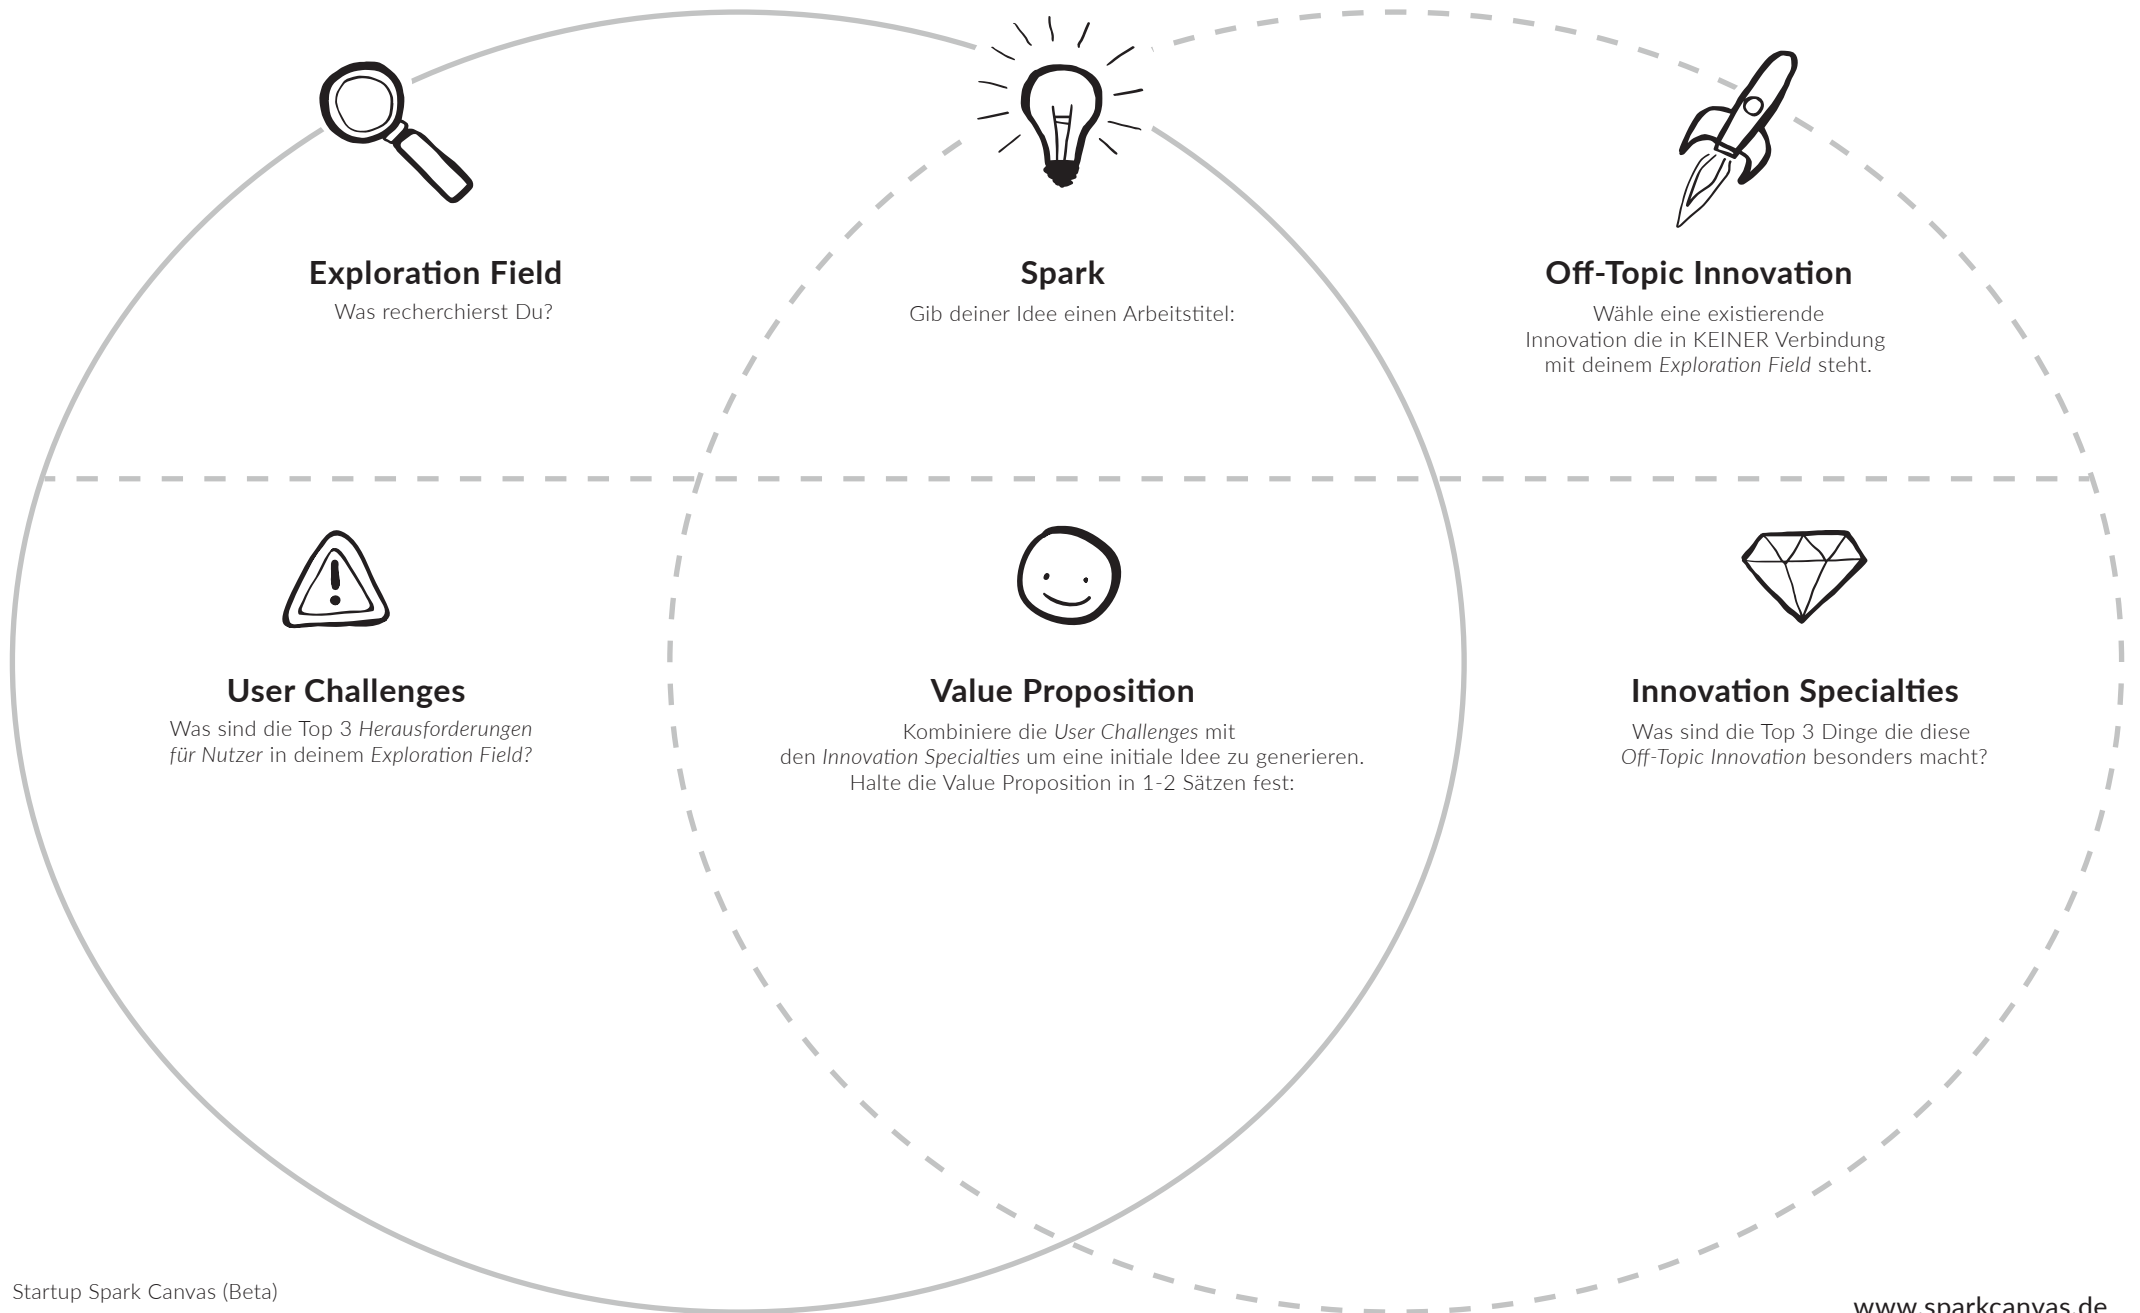 Exploration Field
Was recherchierst Du?
Spark
Gib deiner Idee einen Arbeitstitel:
Off-Topic Innovation
Wähle eine existierende
Innovation die in KEINER Verbindung
mit deinem Exploration Field steht.
User Challenges
Was sind die Top 3 Herausforderungen
für Nutzer in deinem Exploration Field?
Value Proposition
Kombiniere die User Challenges mit
den Innovation Specialties um eine initiale Idee zu generieren.
Halte die Value Proposition in 1-2 Sätzen fest:
Innovation Specialties
Was sind die Top 3 Dinge die diese
Off-Topic Innovation besonders macht?
Startup Spark Canvas (Beta)
www.sparkcanvas.de